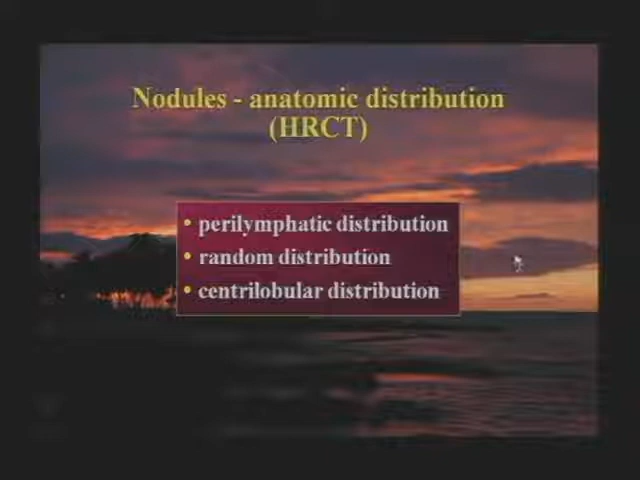 Nodules - anatomic distribution
(HRCT)
• perilymphatic distribution
• random distribution
• centrilobular distribution